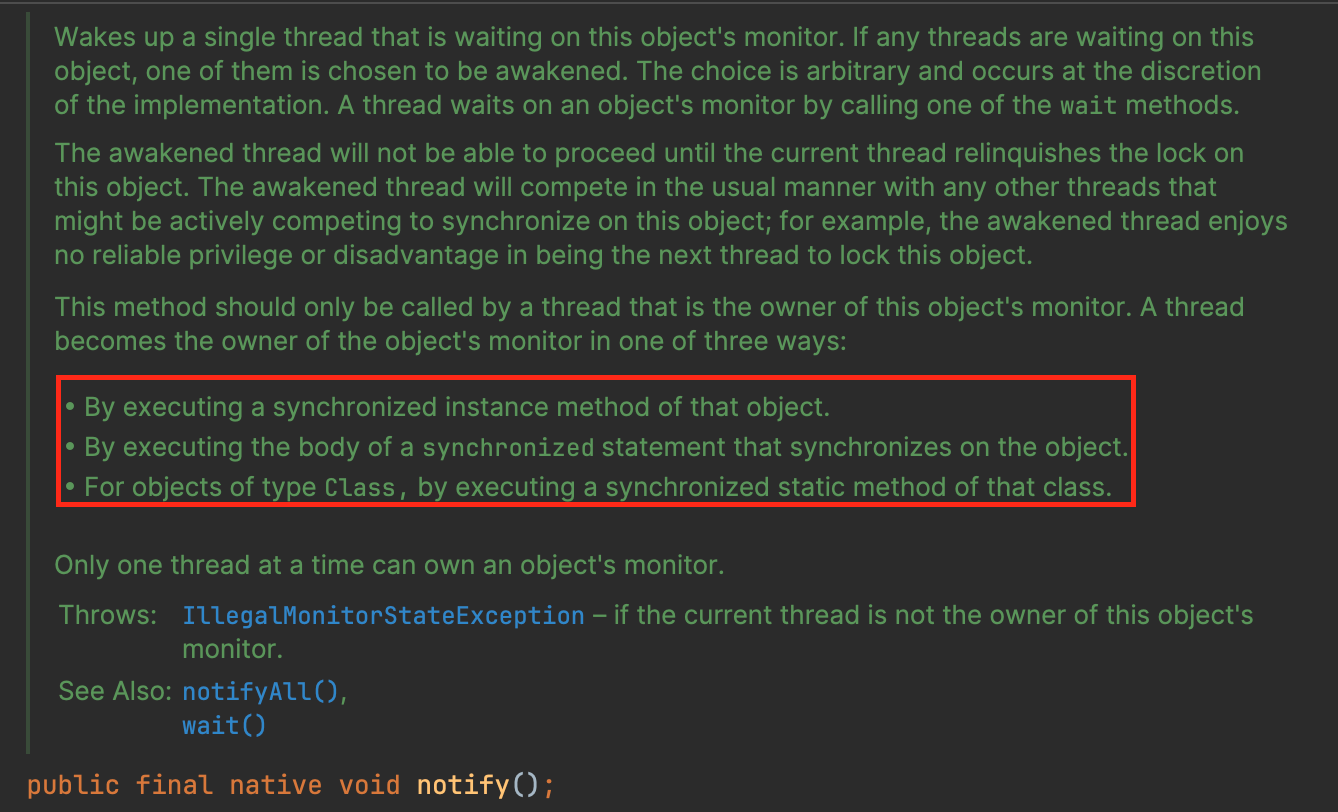 Wakes up a single thread that is waiting on this object's monitor. If any threads are waiting on this
object, one of them is chosen to be awakened. The choice is arbitrary and occurs at the discretion
of the implementation. A thread waits on an object's monitor by calling one of the wait methods.
The awakened thread will not be able to proceed until the current thread relinquishes the lock on
this object. The awakened thread will compete in the usual manner with any other threads that
might be actively competing to synchronize on this object; for example, the awakened thread enjoys
no reliable privilege or disadvantage in being the next thread to lock this object.
This method should only be called by a thread that is the owner of this object's monitor. A thread
becomes the owner of the object's monitor in one of three ways:
• By executing a synchronized instance method of that object.
• By executing the body of a synchronized statement that synchronizes on the object.
• For objects of type Class, by executing a synchronized static method of that class.
Only one thread at a time can own an object's monitor.
Throws: IllegalMonitorStateException – if the current thread is not the owner of this object's
monitor.
See Also: notifyAll(),
wait()
public final native void notify();